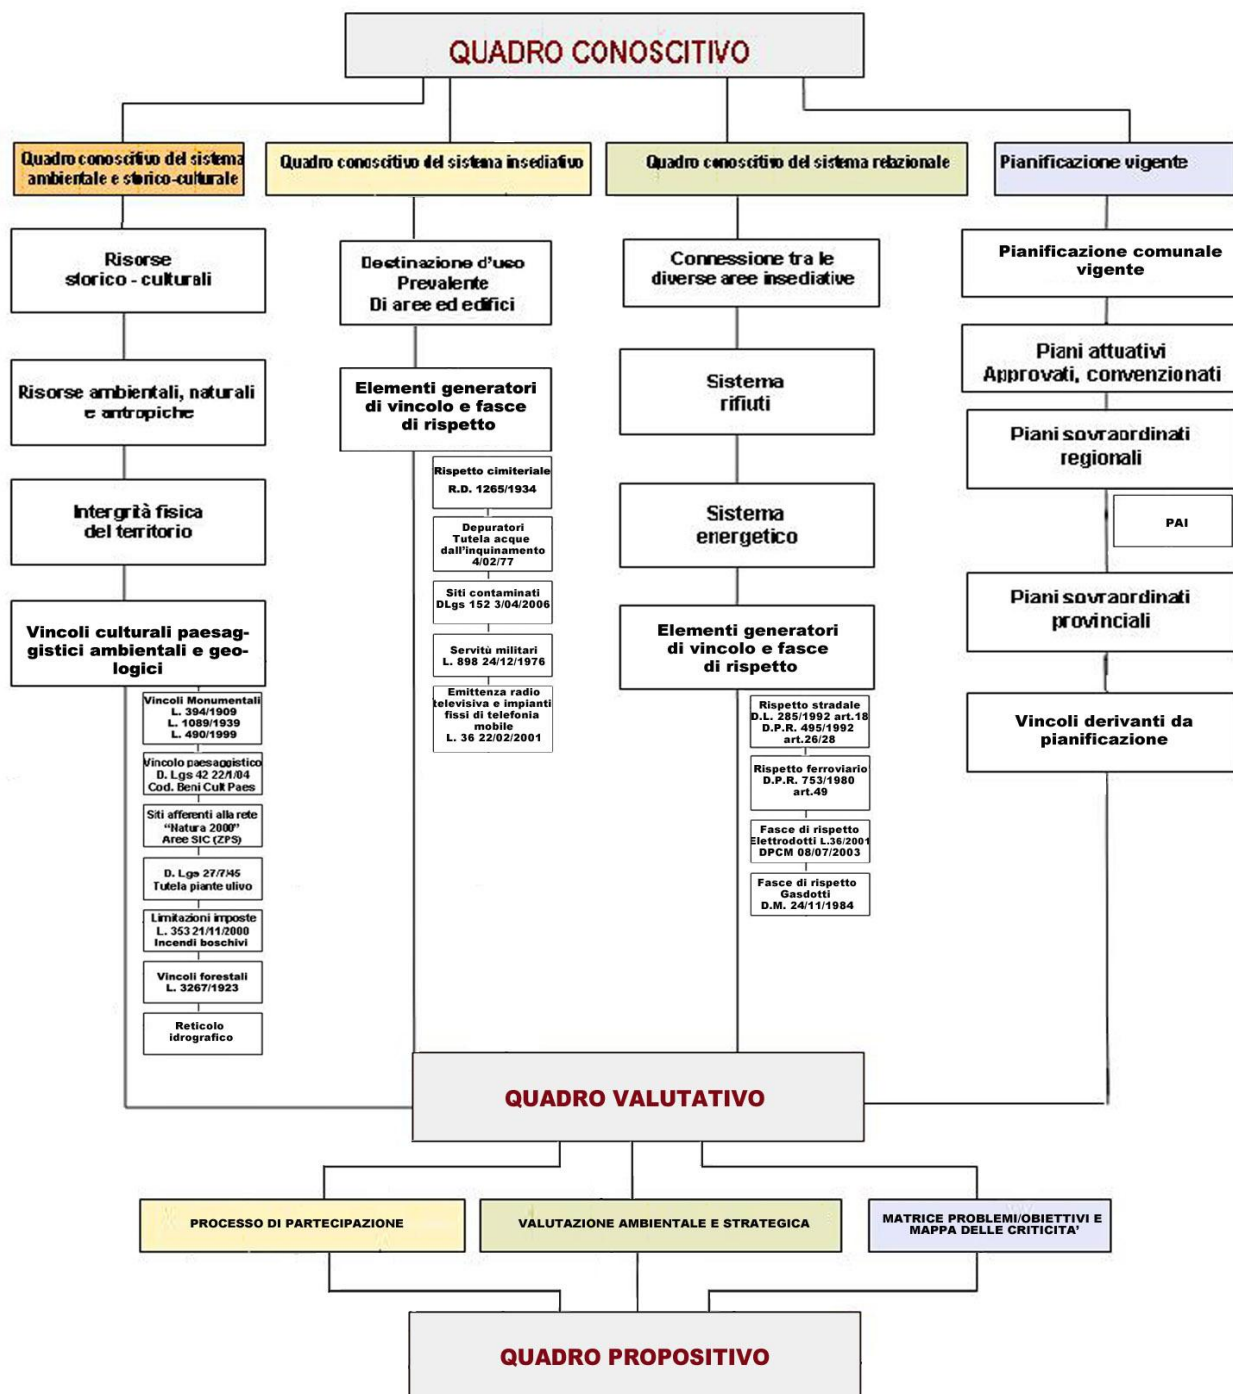 QUADRO CONOSCITIVO
Quadro conoscitivo del sistema
ambientale e storico-culturale
Risorse
storico - culturali
Risorse ambientali, naturali
e antropiche
Intergrità fisica
del territorio
Vincoli culturali paesag-
gistici ambientali e geo-
logici
Vincoli Monumentali
L. 394/1909
L. 1089/1939
L. 490/1999
Vincolo paesaggistico
D. Lgs 42 22/1/04
Cod. Beni Cult Paes
Siti afferenti alla rete
“Natura 2000”
Aree SIC (ZPS)
D. Lgs 27/7/45
Tutela piante ulivo
Limitazioni imposte
L. 353 21/11/2000
Incendi boschivi
Vincoli forestali
L. 3267/1923
Reticolo
idrografico
Quadro conoscitivo del sistema insediativo
Destinazione d'uso
Prevalente
Di aree ed edifici
Elementi generatori
di vincolo e fasce
di rispetto
Rispetto cimiteriale
R.D. 1265/1934
Depuratori
Tutela acque
dall'inquinamento
4/02/77
Siti contaminati
DLgs 152 3/04/2006
Servitù militari
L. 898 24/12/1976
Emittenza radio
televisiva e impianti
fissi di telefonia
mobile
L. 36 22/02/2001
Quadro conoscitivo del sistema relazionale
Connessione tra le
diverse aree insediative
Sistema
rifiuti
Sistema
energetico
Elementi generatori
di vincolo e fasce
di rispetto
Rispetto stradale
D.L. 285/1992 art.18
D.P.R. 495/1992
art.26/28
Rispetto ferroviario
D.P.R. 753/1980
art.49
Fasce di rispetto
Elettrodotti L.36/2001
DPCM 08/07/2003
Fasce di rispetto
Gasdotti
D.M. 24/11/1984
Pianificazione vigente
Pianificazione comunale
vigente
Piani attuativi
Approvati, convenzionati
Piani sovraordinati
regionali
PAI
Piani sovraordinati
provinciali
Vincoli derivanti da
pianificazione
QUADRO VALUTATIVO
PROCESSO DI PARTECIPAZIONE
VALUTAZIONE AMBIENTALE E STRATEGICA
MATRICE PROBLEMI/OBIETTIVI E
MAPPA DELLE CRITICITA'
QUADRO PROPOSITIVO